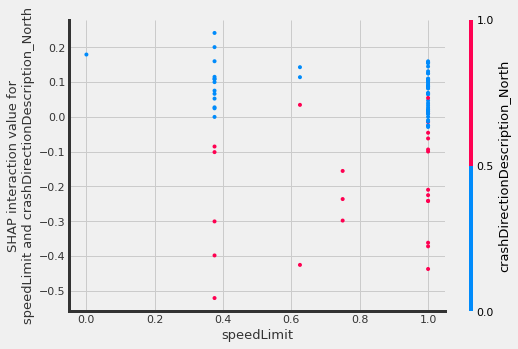 SHAP interaction value for
speedLimit and crashDirectionDescription_North
0.2
0.1
0.0
−0.1
−0.2
−0.3
−0.4
−0.5
0.0 0.2 0.4 0.6 0.8 1.0
speedLimit
1.0
0.5
0.0
crashDirectionDescription_North